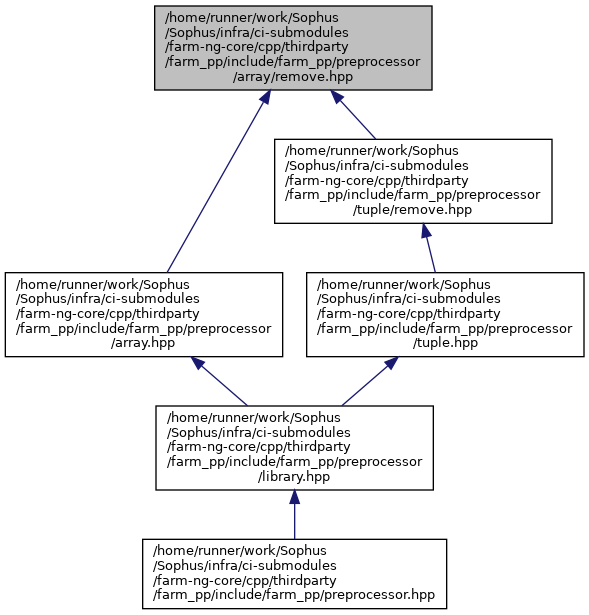 /home/runner/work/Sophus
/Sophus/infra/ci-submodules
/farm-ng-core/cpp/thirdparty
/farm_pp/include/farm_pp/preprocessor
/array/remove.hpp
/home/runner/work/Sophus
/Sophus/infra/ci-submodules
/farm-ng-core/cpp/thirdparty
/farm_pp/include/farm_pp/preprocessor
/tuple/remove.hpp
/home/runner/work/Sophus
/Sophus/infra/ci-submodules
/farm-ng-core/cpp/thirdparty
/farm_pp/include/farm_pp/preprocessor
/array.hpp
/home/runner/work/Sophus
/Sophus/infra/ci-submodules
/farm-ng-core/cpp/thirdparty
/farm_pp/include/farm_pp/preprocessor
/tuple.hpp
/home/runner/work/Sophus
/Sophus/infra/ci-submodules
/farm-ng-core/cpp/thirdparty
/farm_pp/include/farm_pp/preprocessor
/library.hpp
/home/runner/work/Sophus
/Sophus/infra/ci-submodules
/farm-ng-core/cpp/thirdparty
/farm_pp/include/farm_pp/preprocessor.hpp